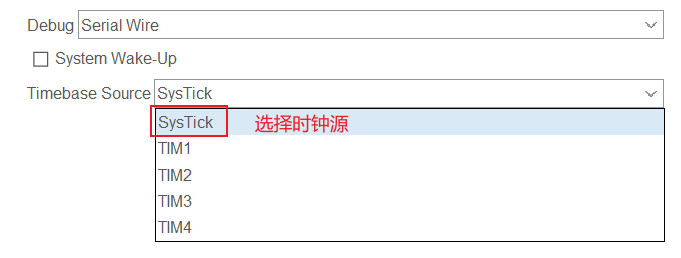 Debug Serial Wire
System Wake-Up
Timebase Source SysTick
SysTick 选择时钟源
TIM1
TIM2
TIM3
TIM4